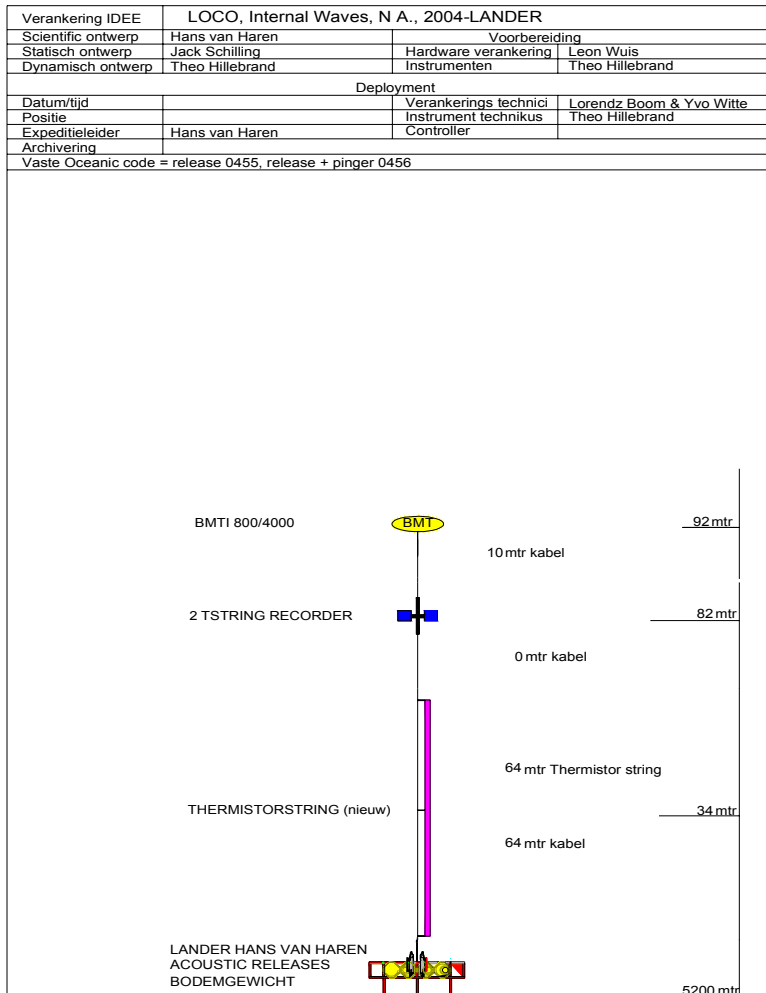 Verankering IDEE LOCO, Internal Waves, N A., 2004-LANDER
Scientific ontwerp Hans van Haren Voorbereiding
Statisch ontwerp Jack Schilling Hardware verankering Leon Wuis
Dynamisch ontwerp Theo Hillebrand Instrumenten Theo Hillebrand
Deployment
Datum/tijd Verankerings technici Lorendz Boom & Yvo Witte
Positie Instrument technikus Theo Hillebrand
Expeditieleider Hans van Haren Controller
Archivering
Vaste Oceanic code = release 0455, release + pinger 0456
BMTI 800/4000 BMT 92 mtr
10 mtr kabel
2 TSTRING RECORDER 82 mtr
0 mtr kabel
64 mtr Thermistor string
THERMISTORSTRING (nieuw) 34 mtr
64 mtr kabel
LANDER HANS VAN HAREN
ACOUSTIC RELEASES
BODEMGEWICHT 5200 mtr